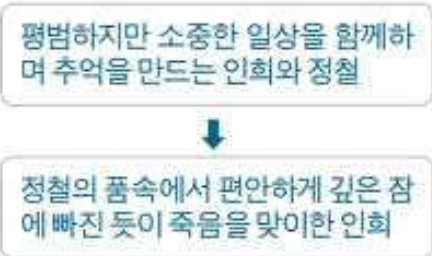 평범하지만 소중한 일상을 함께하
며 추억을 만드는 인희와 정철
정철의 품속에서 편안하게 깊은 잠
에 빠진 듯이 죽음을 맞이한 인희